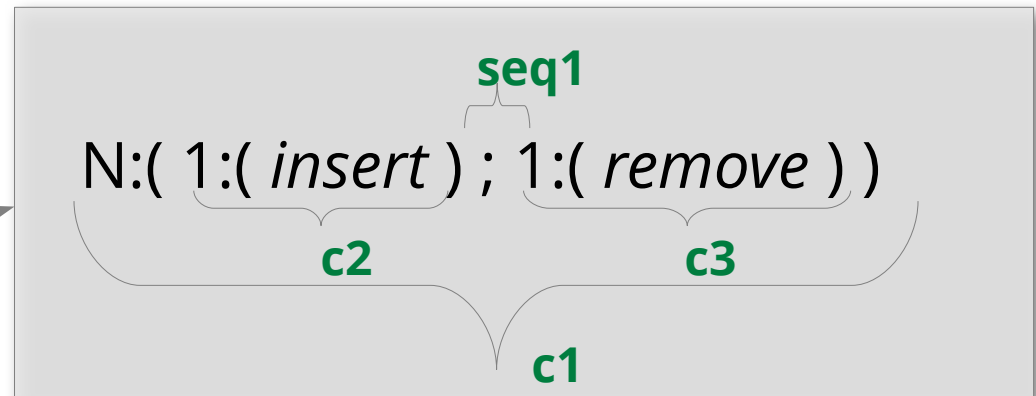 seq1
N:( 1:( insert ) ; 1:( remove ) )
c2 c3
c1